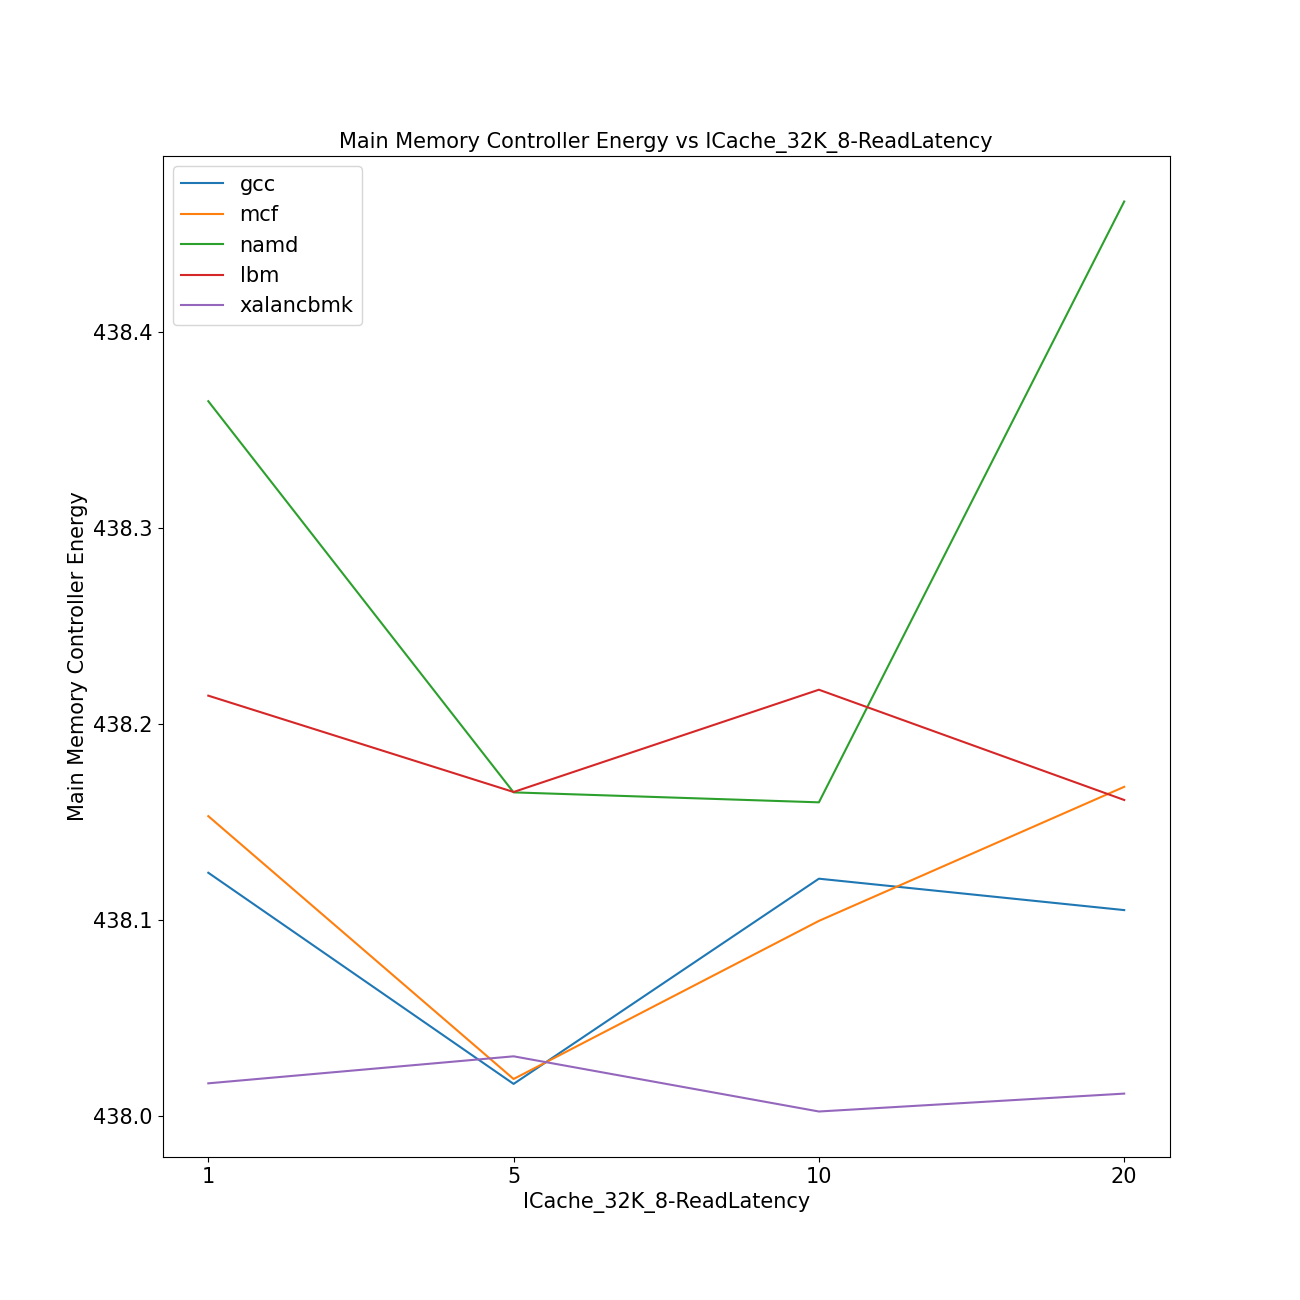 Main Memory Controller Energy vs ICache_32K_8-ReadLatency
gcc
mcf
namd
lbm
xalancbmk
Main Memory Controller Energy
438.4
438.3
438.2
438.1
438.0
1 5 10 20
ICache_32K_8-ReadLatency